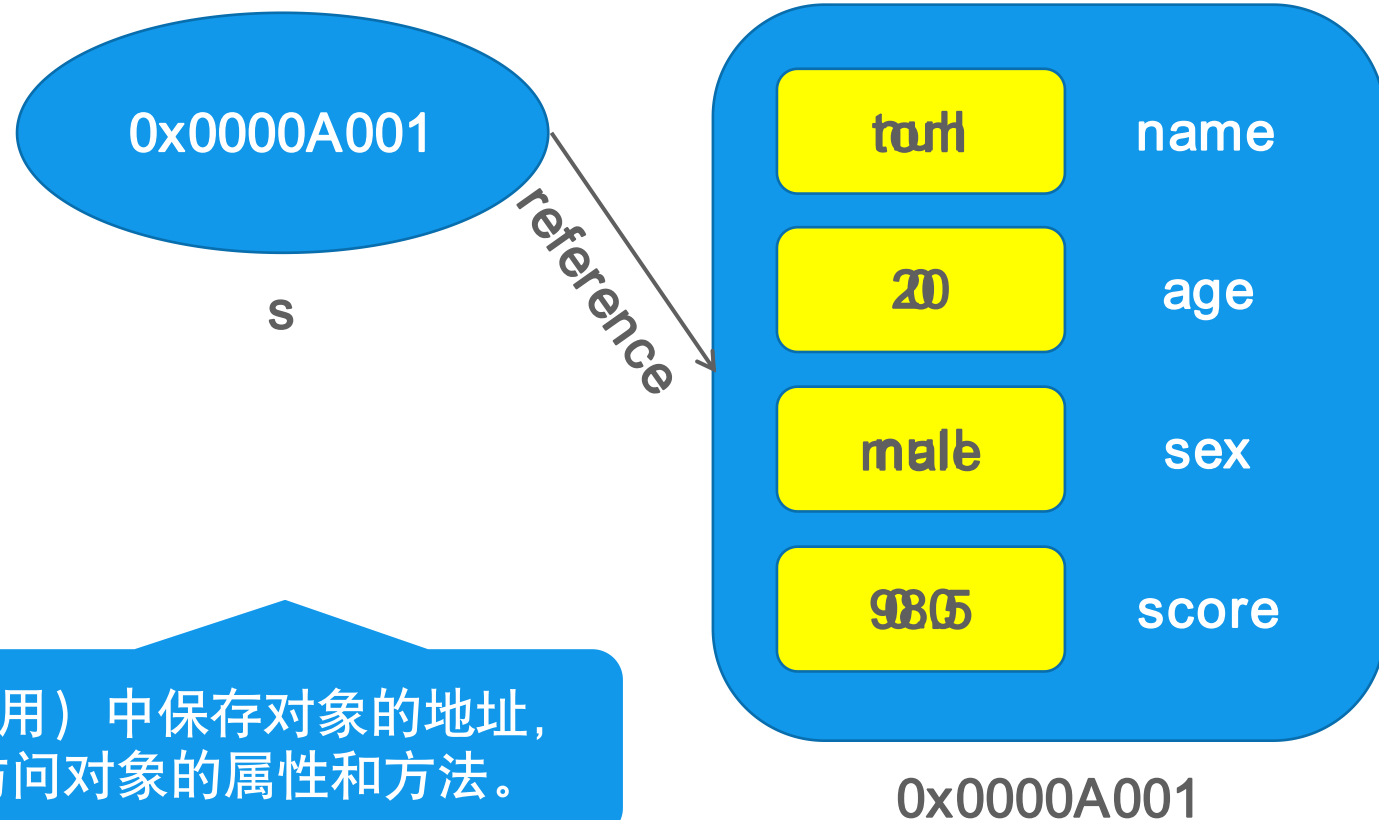 0x0000A001
s
reference
name
age
sex
score
用）中保存对象的地址，
访问对象的属性和方法。
0x0000A001